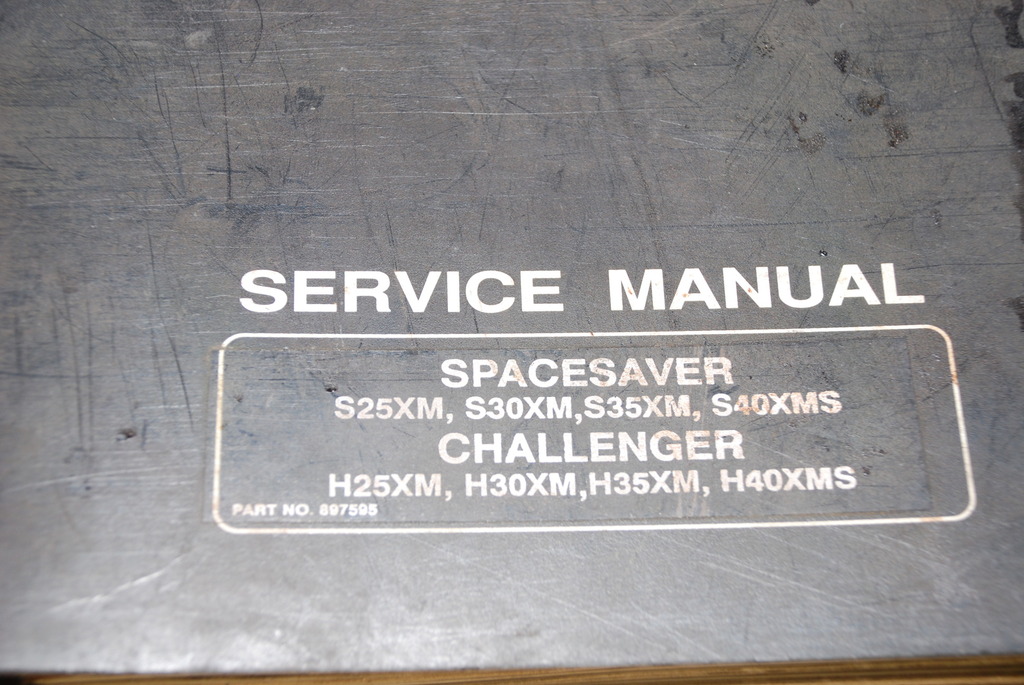 SERVICE MANUAL
SPACESAVER
S25XM, S30XM,S35XM, S40XMS
CHALLENGER
H25XM, H30XM,H35XM, H40XMS
PART NO. 897595